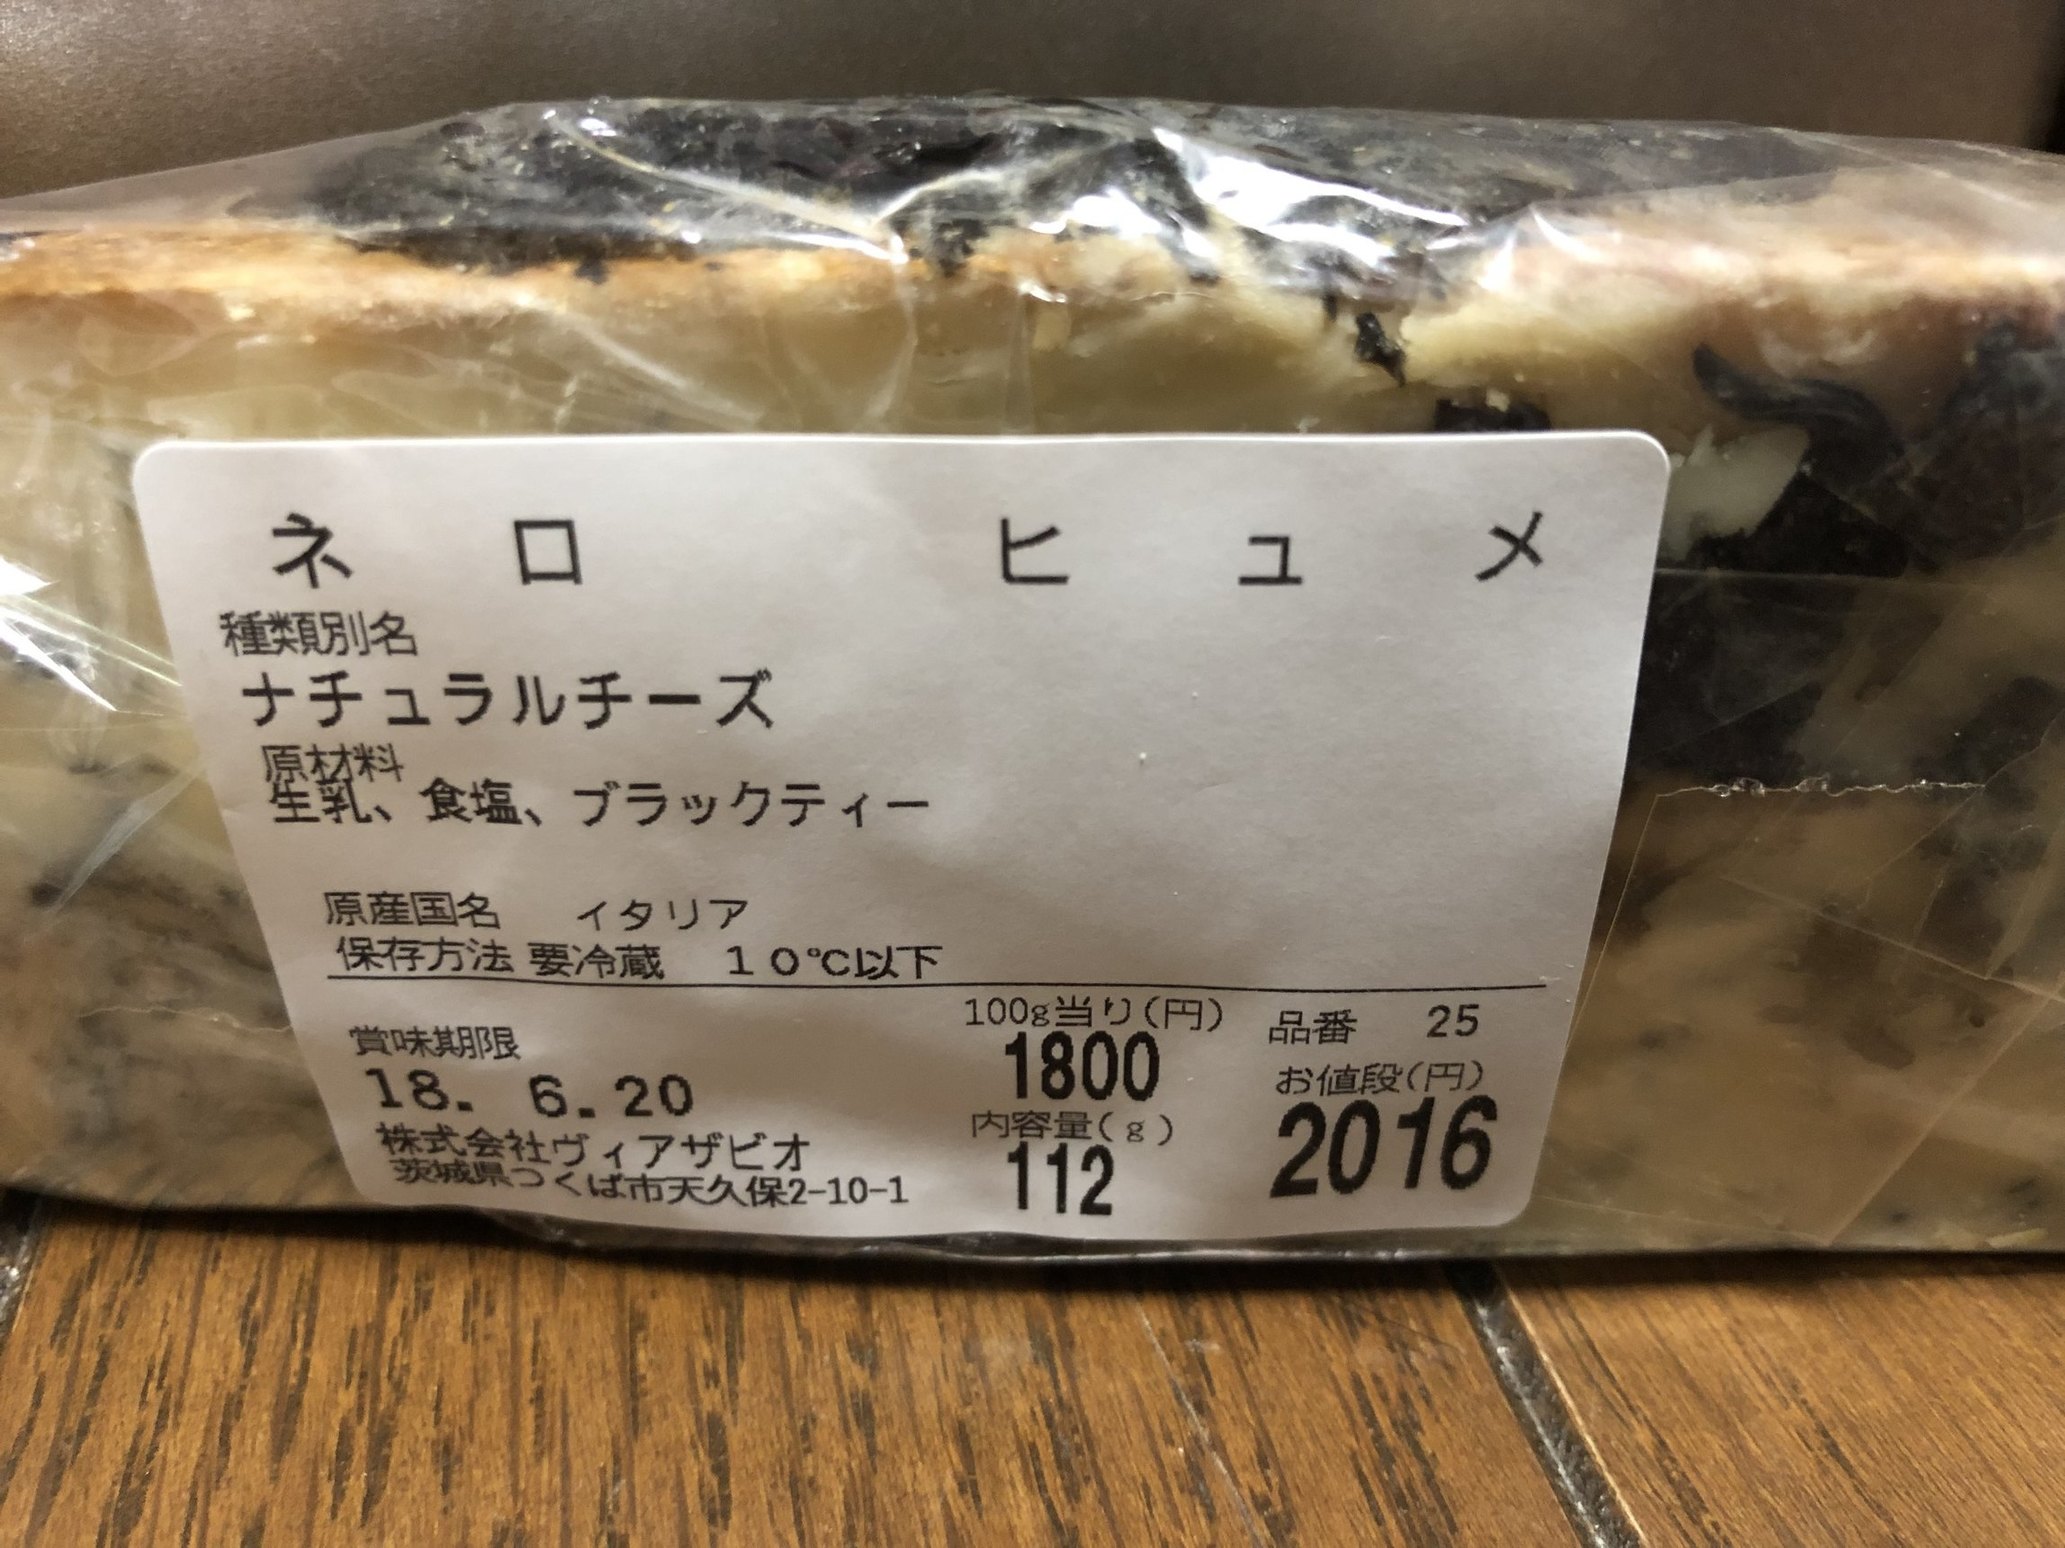 ネロ ヒュメ
種類別名
ナチュラルチーズ
原材料
生乳、食塩、ブラックティー
原産国名 イタリア
保存方法 要冷蔵 10℃以下
賞味期限
18. 6.20
株式会社ヴィアザビオ
茨城県つくば市天久保2-10-1
100g当り(円)
1800
内容量(g)
112
品番 25
お値段(円)
2016